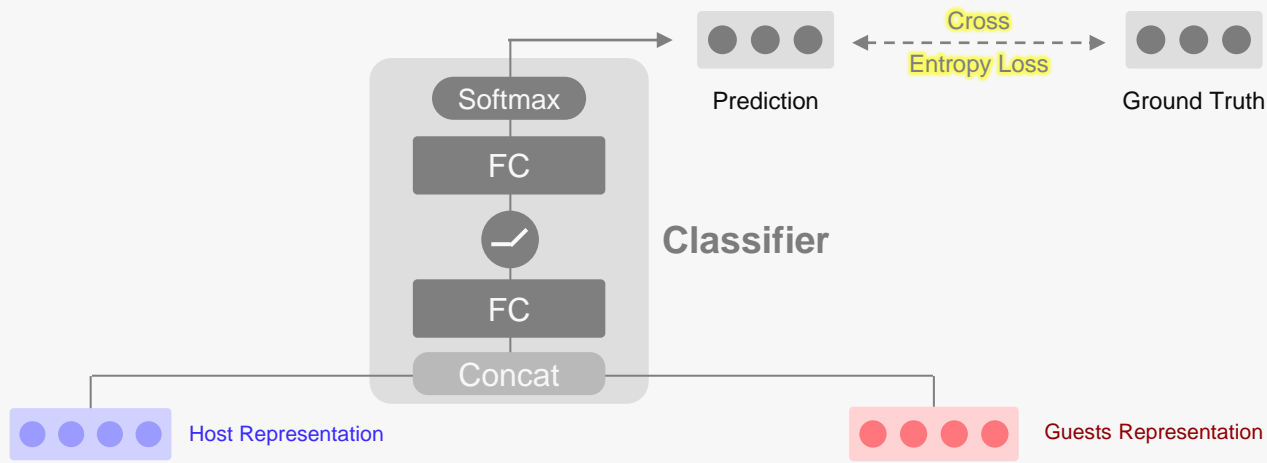 Cross
Entropy Loss
Prediction
Ground Truth
Softmax
FC
Classifier
FC
Concat
Host Representation
Guests Representation